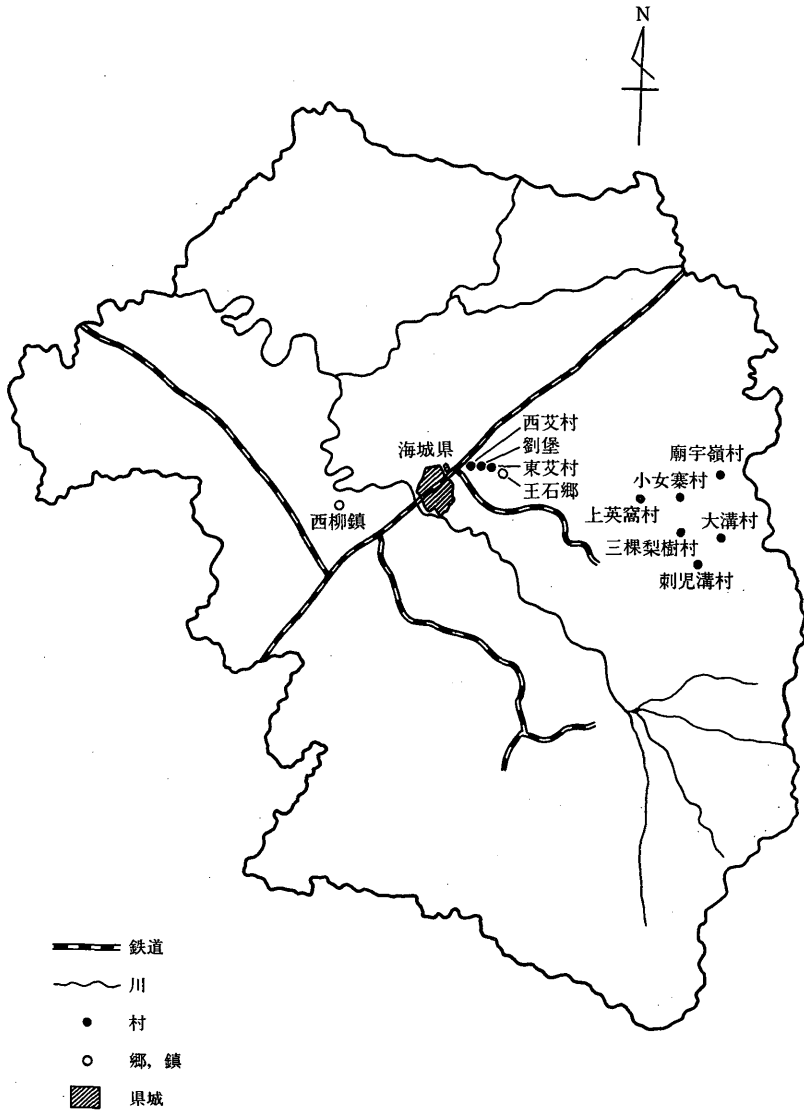 N
西艾村
劉堡
海城県
東艾村
王石郷
廟宇嶺村
小女寨村
上英窩村
大溝村
西柳鎮
三棵梨樹村
刺児溝村
鉄道
川
村
郷，鎮
県城